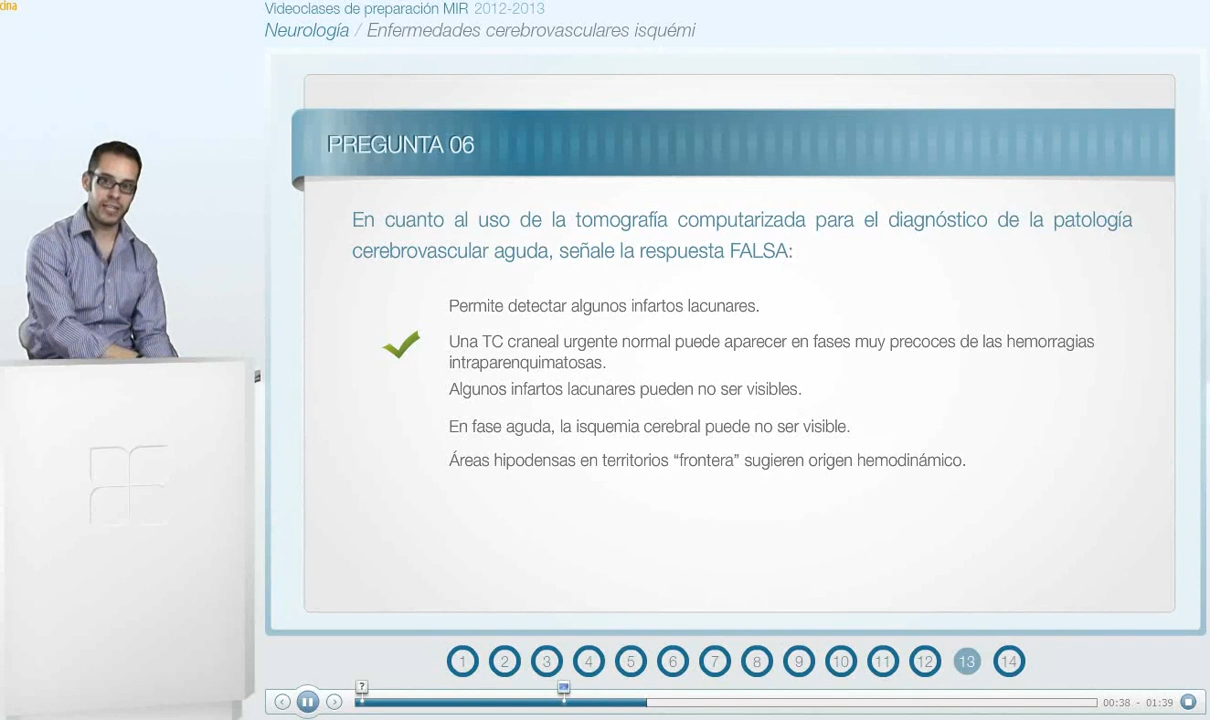 cina
Videoclases de preparación MIR 2012-2013
Neurología / Enfermedades cerebrovasculares isquémi
PREGUNTA 06
En cuanto al uso de la tomografía computarizada para el diagnóstico de la patología
cerebrovascular aguda, señale la respuesta FALSA:
Permite detectar algunos infartos lacunares.
Una TC craneal urgente normal puede aparecer en fases muy precoces de las hemorragias
intraparenquimatosas.
Algunos infartos lacunares pueden no ser visibles.
En fase aguda, la isquemia cerebral puede no ser visible.
Áreas hipodensas en territorios “frontera” sugieren origen hemodinámico.
1 2 3 4 5 6 7 8 9 10 11 12 13 14
?
00:38 - 01:39